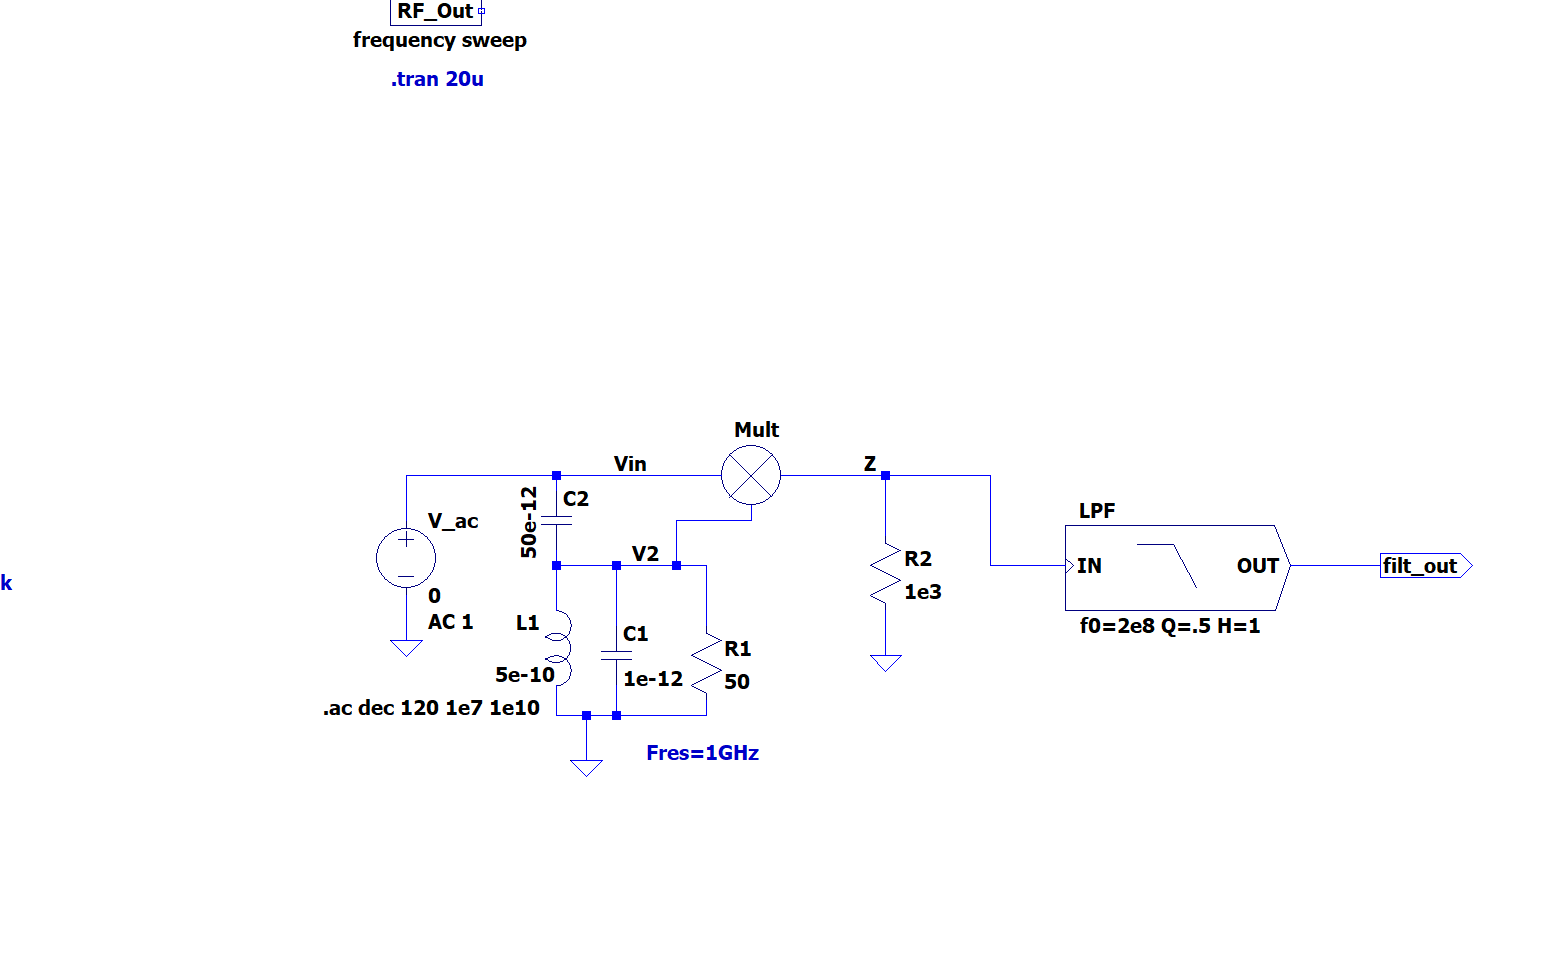 RF_Out
frequency sweep
.tran 20u
Mult
Vin
Z
C2
50e-12
V_ac
LPF
V2
IN
OUT
filt_out
R2
k
1e3
0
AC 1
L1
C1
f0=2e8 Q=.5 H=1
R1
5e-10
1e-12
50
.ac dec 120 1e7 1e10
Fres=1GHz